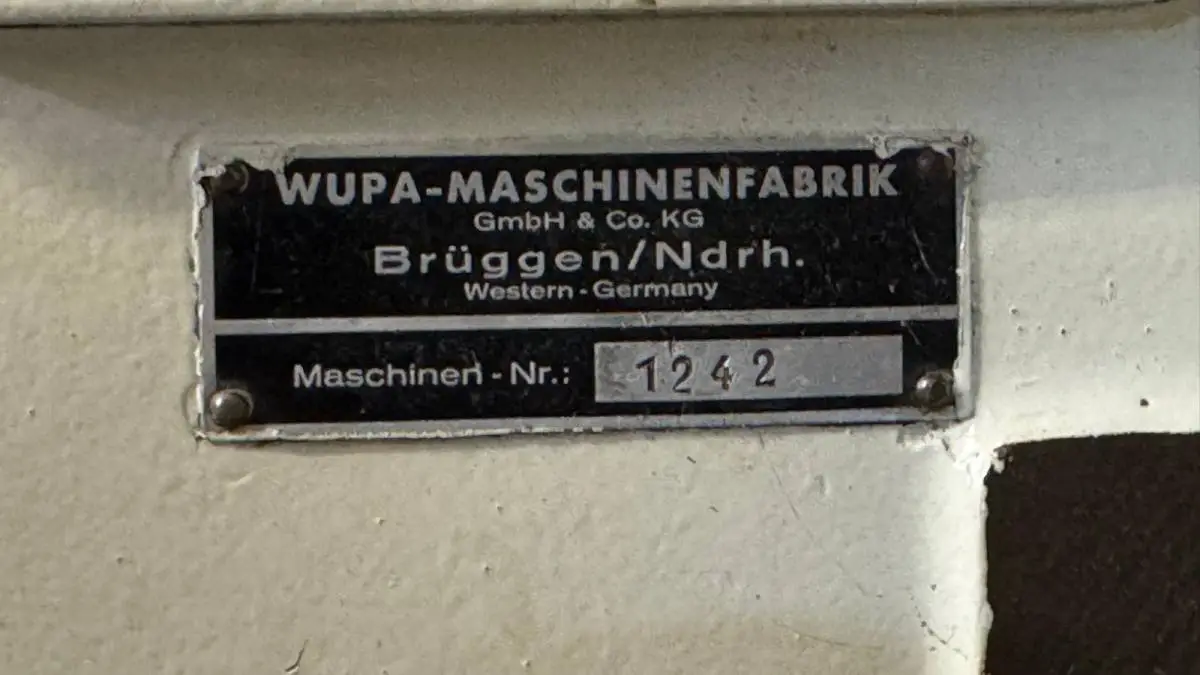 WUPA-MASCHINENFABRIK
GmbH & Co. KG
Brüggen/Ndrh.
Western-Germany
Maschinen-Nr.: 1242